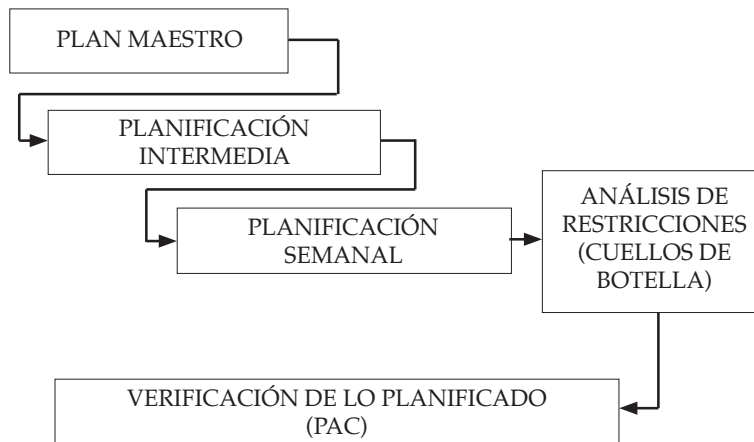 PLAN MAESTRO
PLANIFICACIÓN
INTERMEDIA
PLANIFICACIÓN
SEMANAL
ANÁLISIS DE
RESTRICCIONES
(CUELLOS DE
BOTELLA)
VERIFICACIÓN DE LO PLANIFICADO
(PAC)